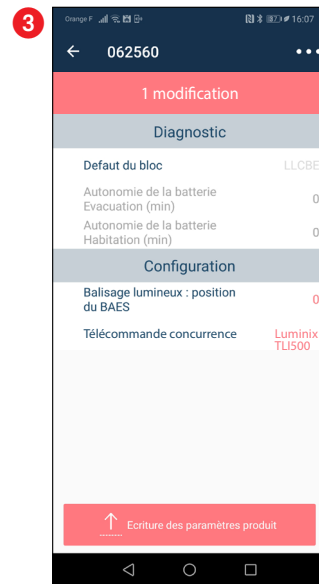 3
Orange F 87 16:07
062560
1 modification
Diagnostic
Defaut du bloc LLCBE
Autonomie de la batterie 0
Evacuation (min)
Autonomie de la batterie 0
Habitation (min)
Configuration
Balisage lumineux : position 0
du BAES
Télécommande concurrence Luminix
TLI500
Ecriture des paramètres produit